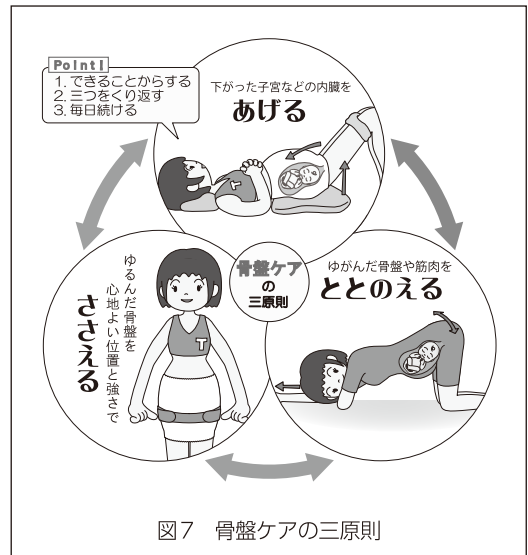 Point!
1. できることからする
2. 三つをくり返す
3. 毎日続ける
下がった子宮などの内臓を
あげる
骨盤ケア
の
三原則
ゆがんだ骨盤や筋肉を
ととのえる
ゆるんだ骨盤を
心地よい位置と強さで
ささえる
T
T
図7 骨盤ケアの三原則